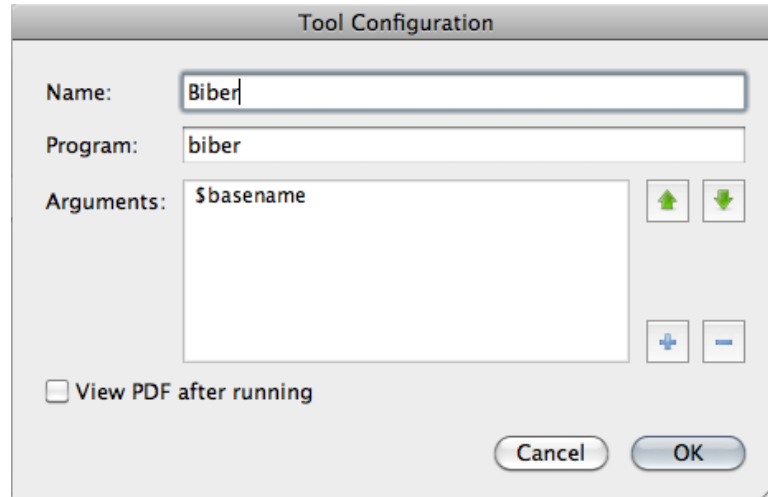 Tool Configuration
Name: Biber
Program: biber
Arguments: $basename
View PDF after running
Cancel OK